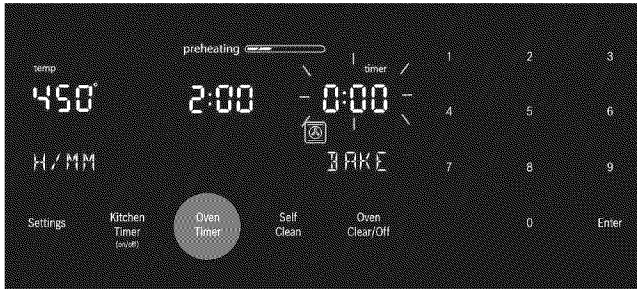 preheating
temp
timer
450°
2:00
0:00
H/MM
BAKE
1
2
3
4
5
6
7
8
9
0
Enter
Settings
Kitchen
Timer
(on/off)
Oven
Timer
Self
Clean
Oven
Clear/Off